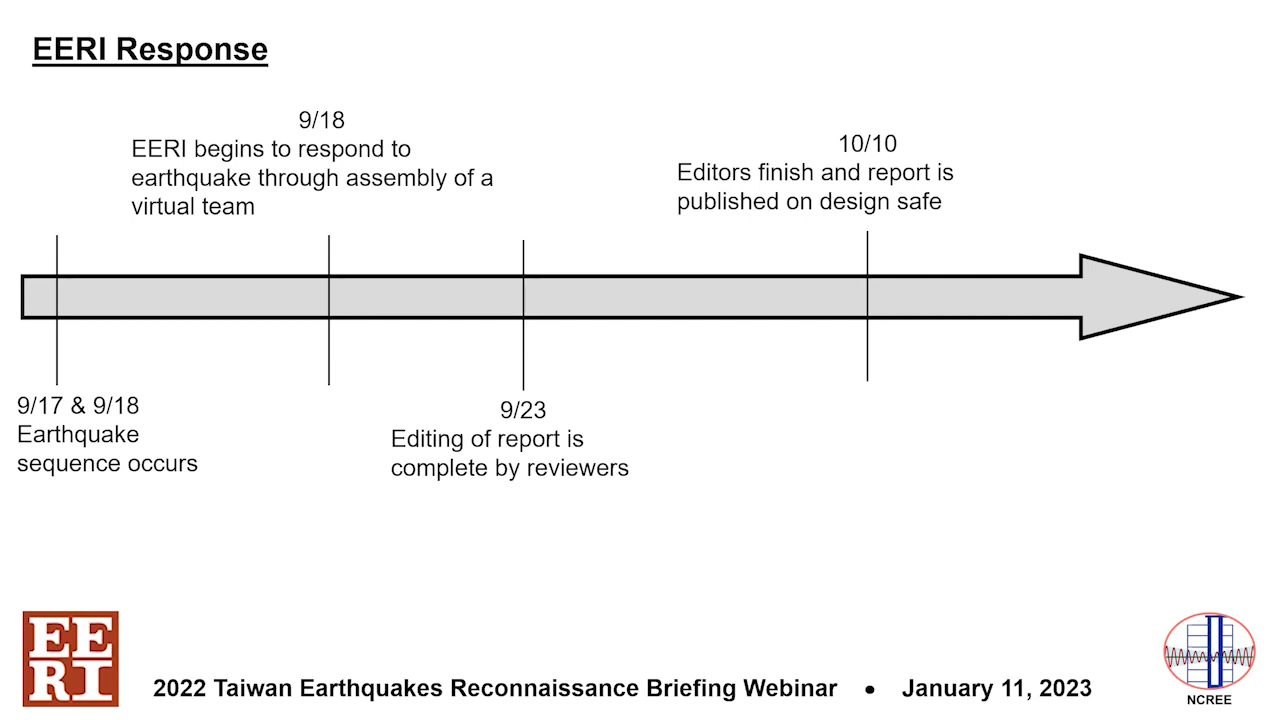 EERI Response
9/18
EERI begins to respond to
earthquake through assembly of a
virtual team
10/10
Editors finish and report is
published on design safe
9/17 & 9/18
Earthquake
sequence occurs
9/23
Editing of report is
complete by reviewers
EE
RI
2022 Taiwan Earthquakes Reconnaissance Briefing Webinar • January 11, 2023
NCREE